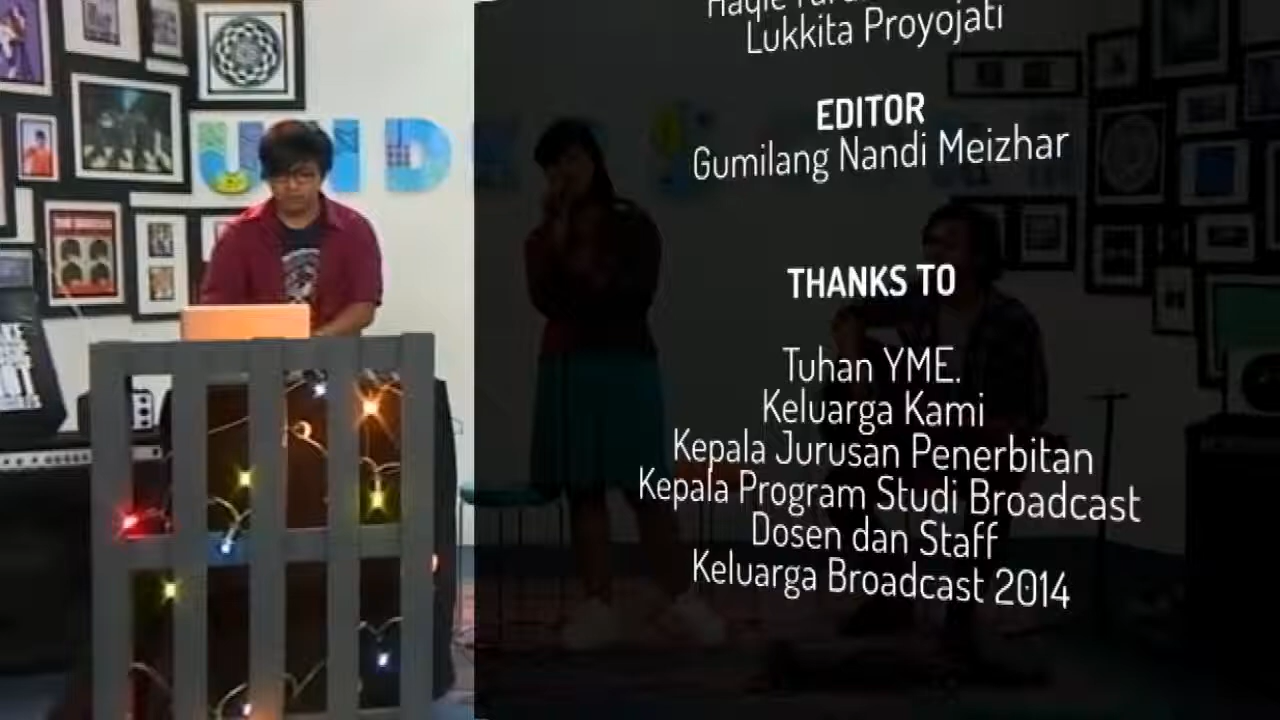 Lukkita Proyojati
EDITOR
Gumilang Nandi Meizhar
THANKS TO
Tuhan YME.
Keluarga Kami
Kepala Jurusan Penerbitan
Kepala Program Studi Broadcast
Dosen dan Staff
Keluarga Broadcast 2014